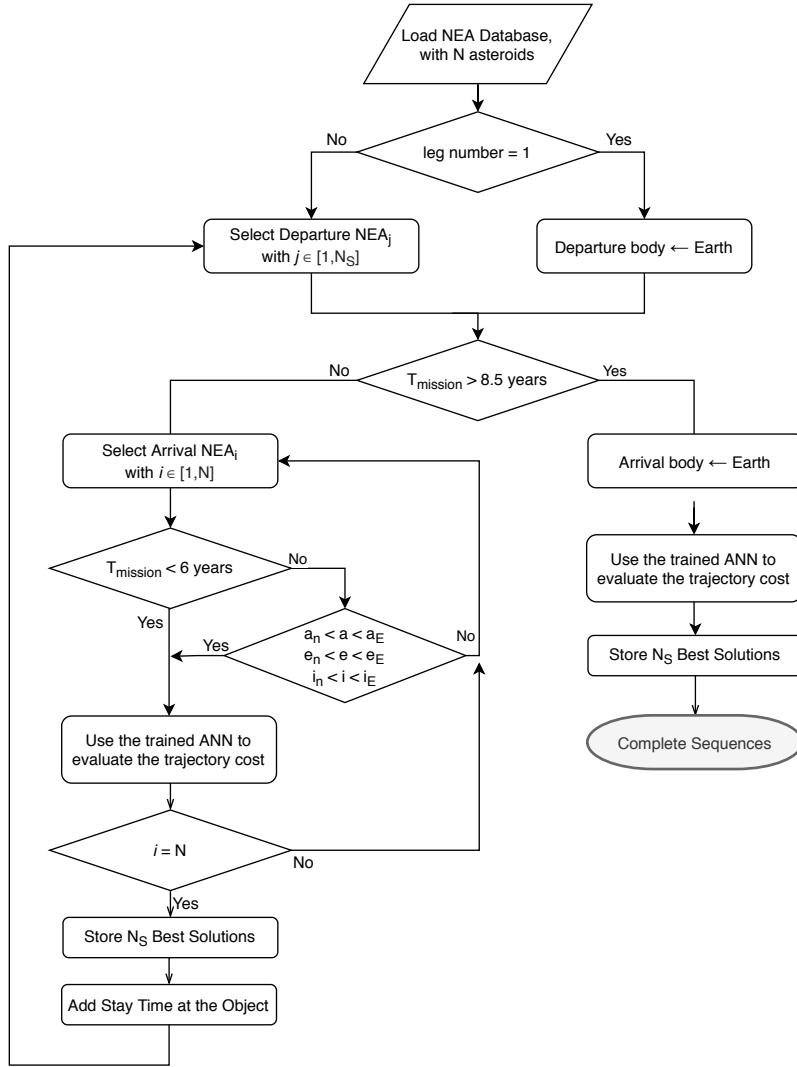 Load NEA Database,
with N asteroids
No
Yes
leg number = 1
Select Departure NEA_j
with j ∈ [1,N_S]
Departure body ← Earth
No
T_mission > 8.5 years
Yes
Select Arrival NEA_i
with i ∈ [1,N]
Arrival body ← Earth
T_mission < 6 years
No
Use the trained ANN to
evaluate the trajectory cost
Yes
Yes
a_n < a < a_E
e_n < e < e_E
i_n < i < i_E
No
Store N_S Best Solutions
Use the trained ANN to
evaluate the trajectory cost
Complete Sequences
i = N
No
Yes
Store N_S Best Solutions
Add Stay Time at the Object